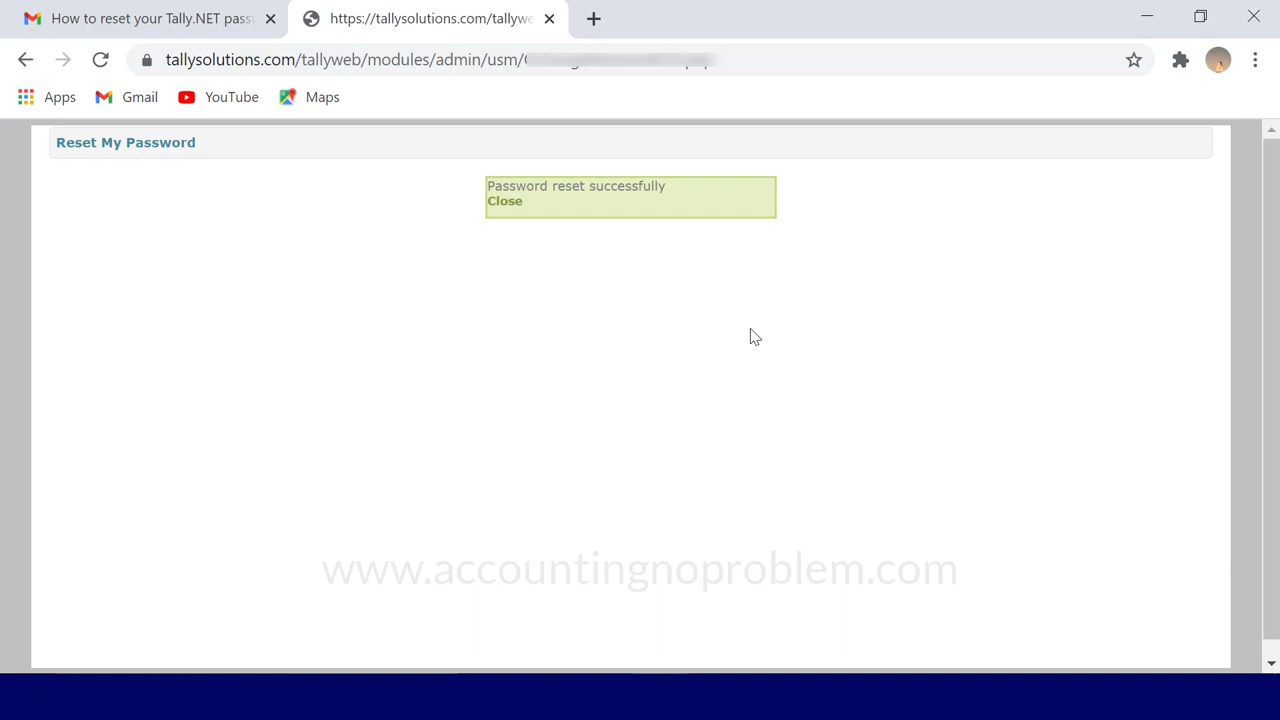 How to reset your Tally.NET pass
https://tallysolutions.com/tallywe
tallysolutions.com/tallyweb/modules/admin/usm/
Apps
Gmail
YouTube
Maps
Reset My Password
Password reset successfully
Close
www.accountingnoproblem.com